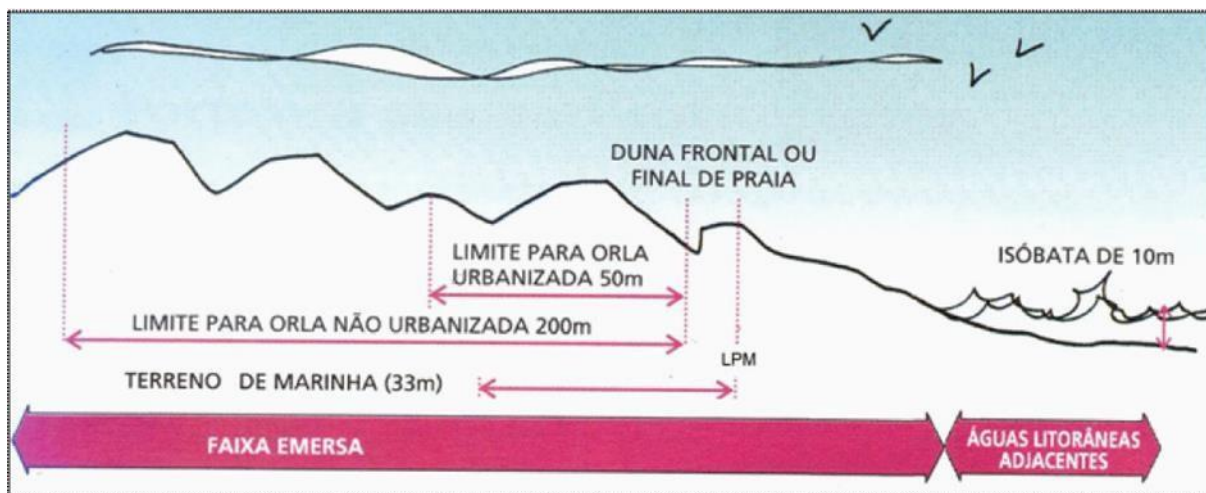 DUNA FRONTAL OU
FINAL DE PRAIA
LIMITE PARA ORLA
URBANIZADA 50m
ISÓBATA DE 10m
LIMITE PARA ORLA NÃO URBANIZADA 200m
LPM
TERRENO DE MARINHA (33m)
FAIXA EMERSA
ÁGUAS LITORÂNEAS
ADJACENTES